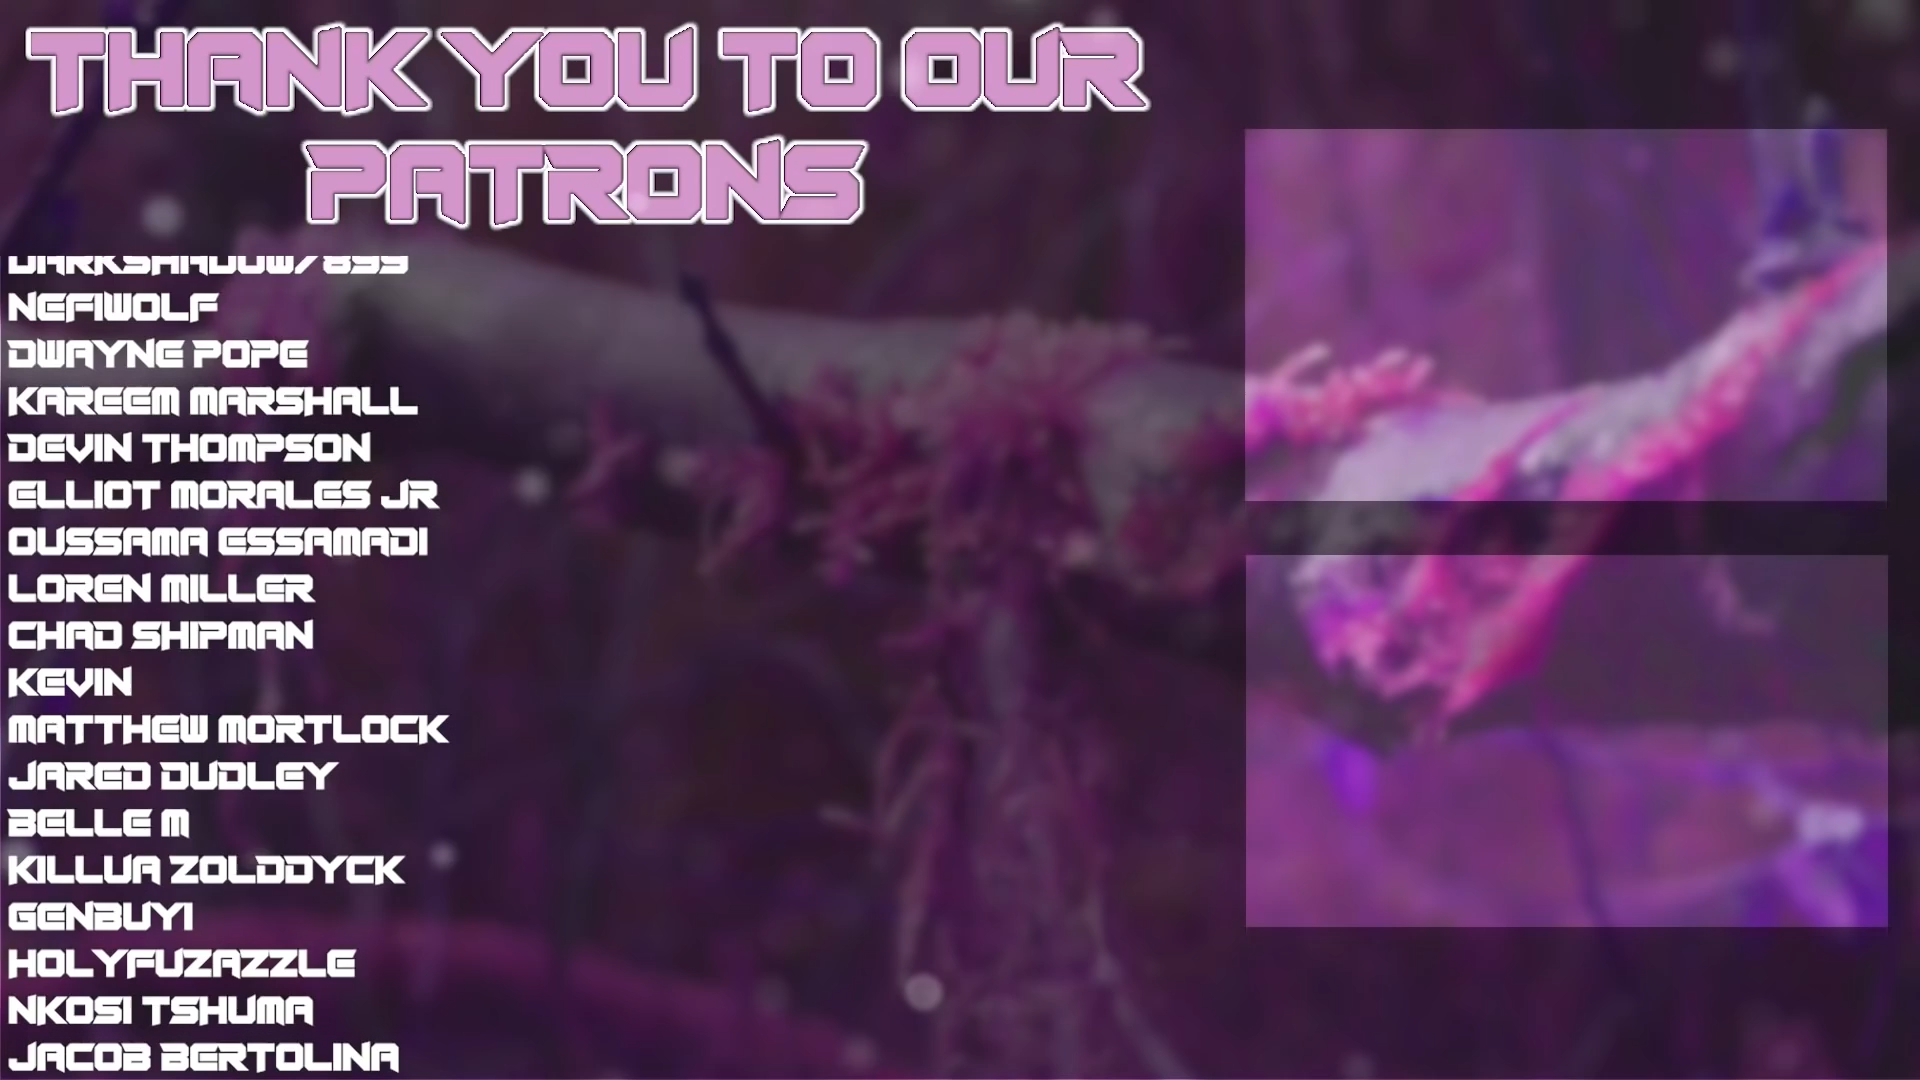 THANK YOU TO OUR
PATRONS
DARKSHADOW7899
NEFIWOLF
DWAYNE POPE
KAREEM MARSHALL
DEVIN THOMPSON
ELLIOT MORALES JR
OUSSAMA ESSAMADI
LOREN MILLER
CHAD SHIPMAN
KEVIN
MATTHEW MORTLOCK
JARED DUDLEY
BELLE M
KILLUA ZOLDDYCK
GENBUYI
HOLYFUZAZZLE
NKOSI TSHUMA
JACOB BERTOLINA